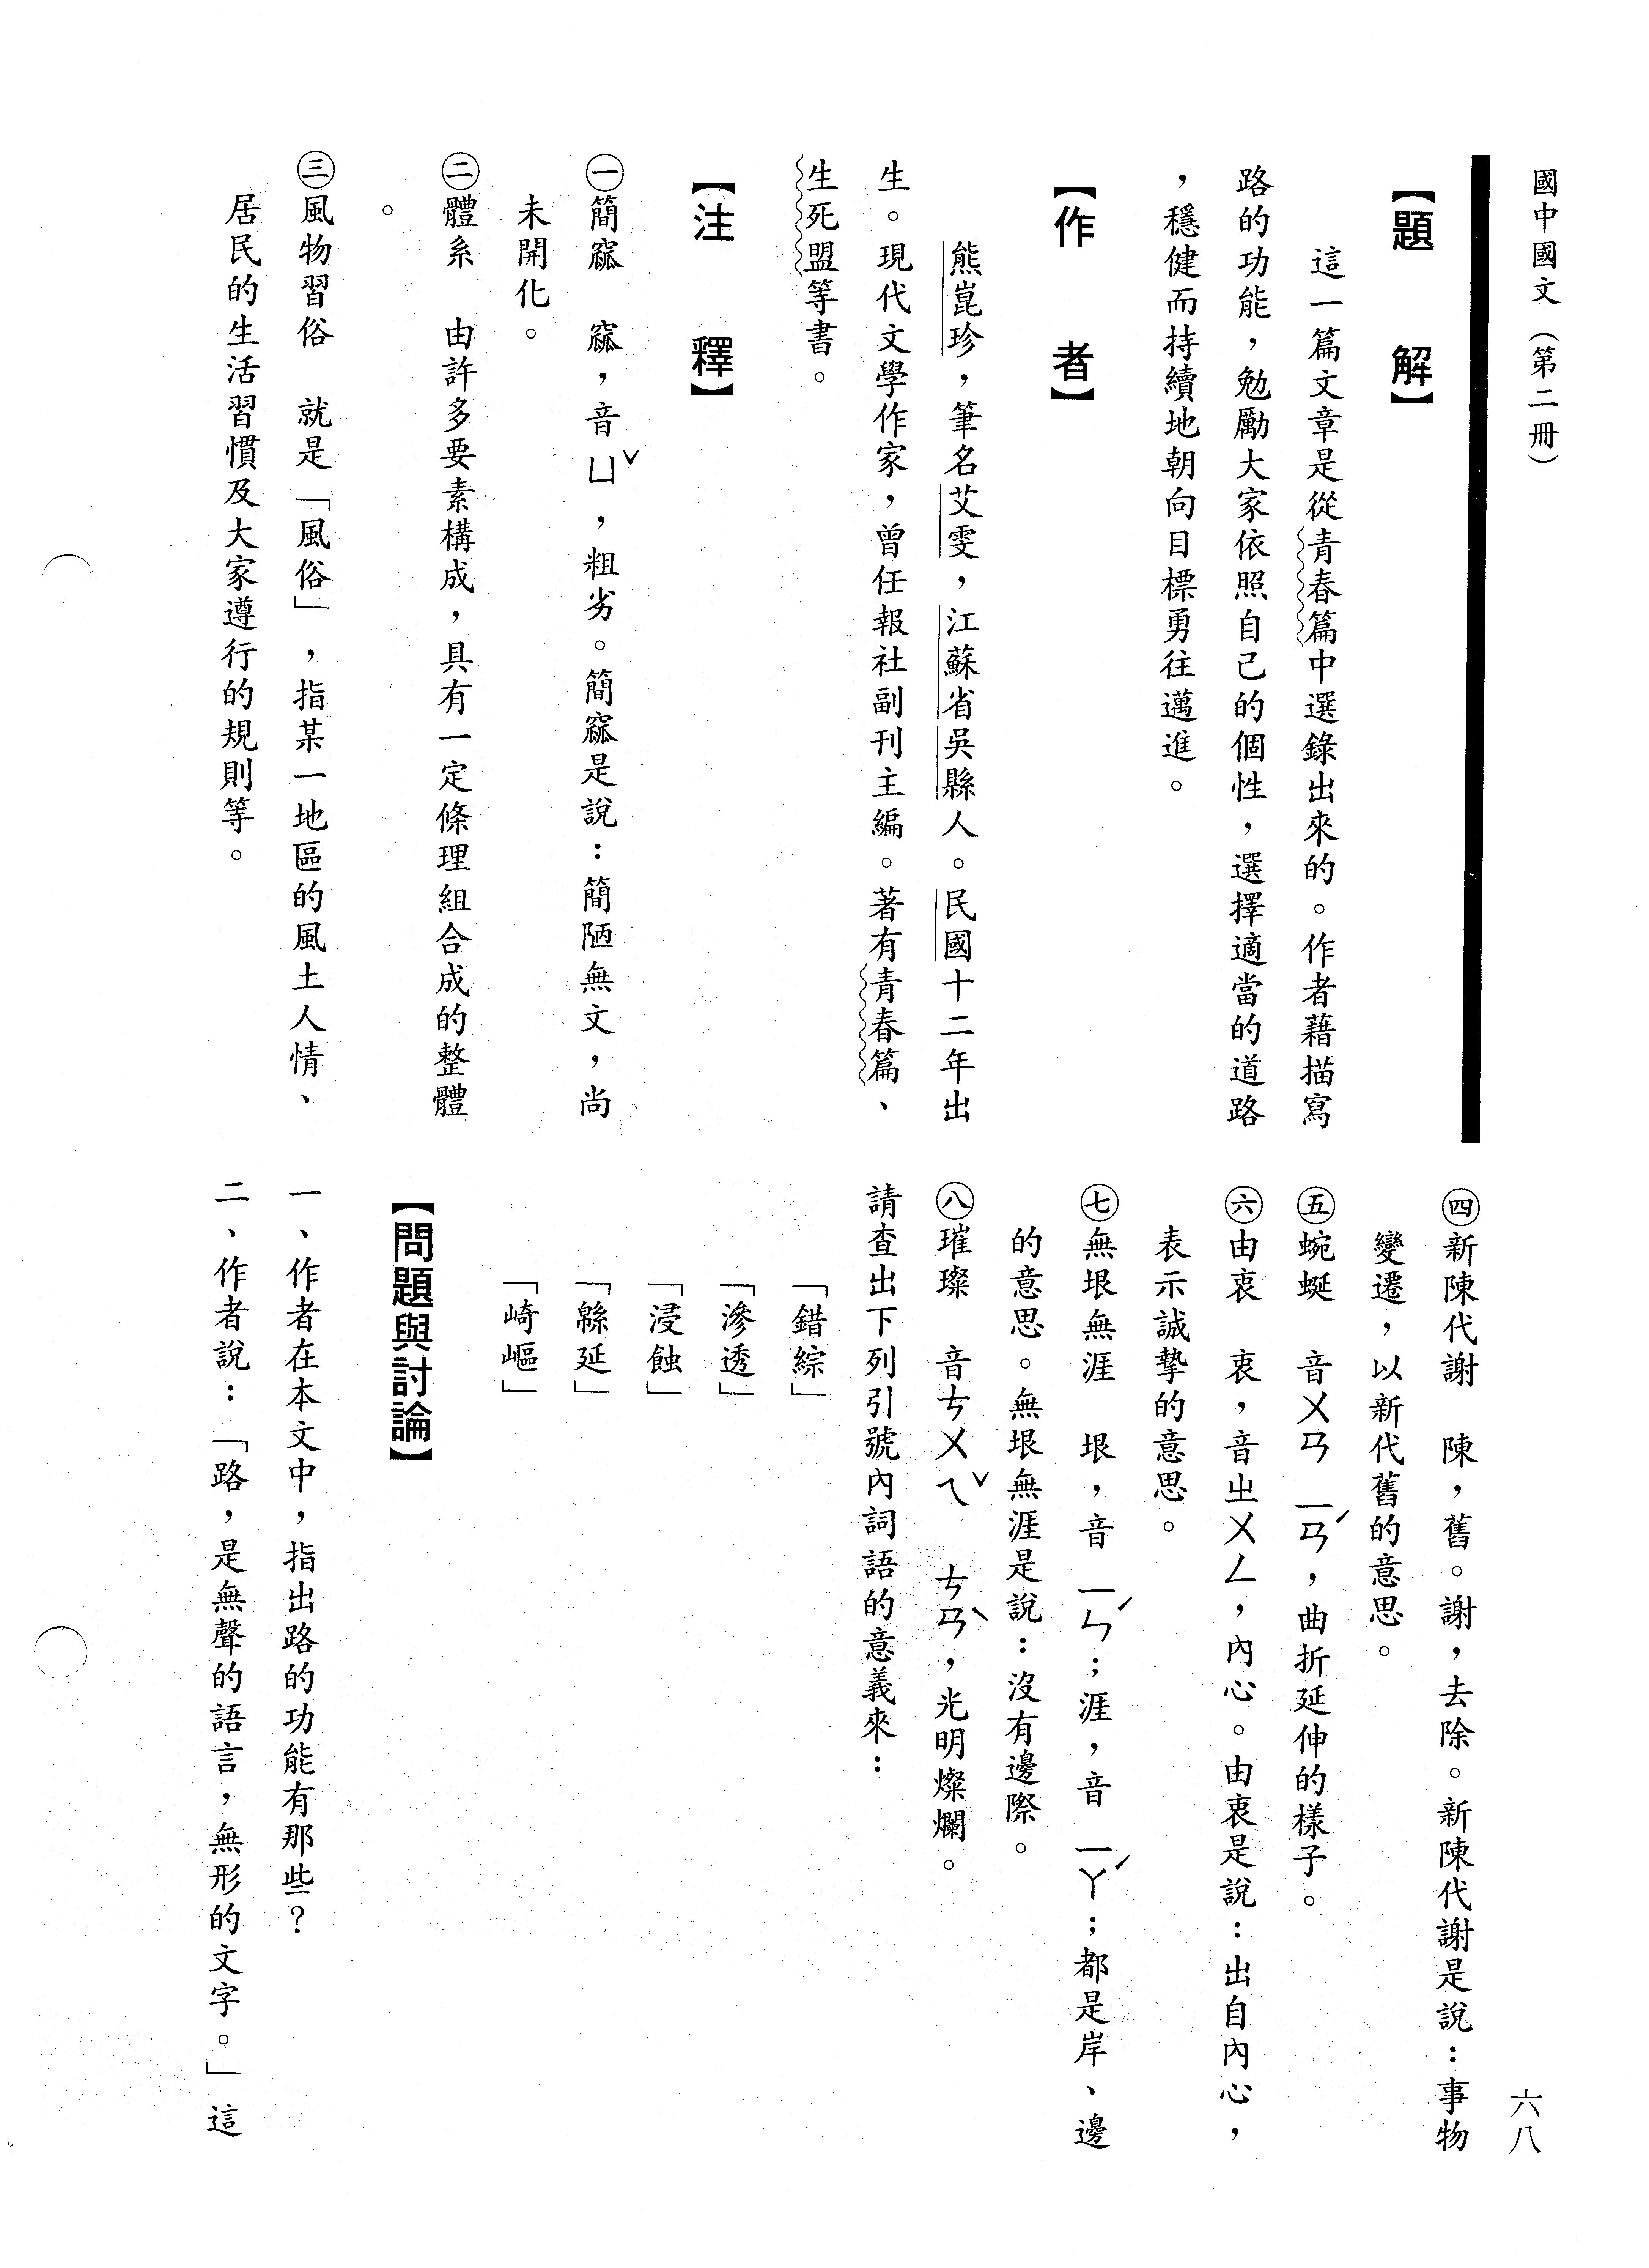 國中國文（第二冊）
【題　解】
這一篇文章是從青春篇中選錄出來的。作者藉描寫
路的功能，勉勵大家依照自己的個性，選擇適當的道路
，穩健而持續地朝向目標勇往邁進。
【作　者】
熊崑珍，筆名艾雯，江蘇省吳縣人。民國十二年出
生。現代文學作家，曾任報社副刊主編。著有青春篇、
生死盟等書。
【注　釋】
㊀簡窳　窳，音ㄩˇ，粗劣。簡窳是說：簡陋無文，尚
未開化。
㊁體系　由許多要素構成，具有一定條理組合成的整體
。
㊂風物習俗　就是「風俗」，指某一地區的風土人情、
居民的生活習慣及大家遵行的規則等。
㊃新陳代謝　陳，舊。謝，去除。新陳代謝是說：事物
變遷，以新代舊的意思。
㊄蜿蜒　音ㄨㄢ　ㄧㄢˊ，曲折延伸的樣子。
㊅由衷　衷，音ㄓㄨㄥ，內心。由衷是說：出自內心，
表示誠摯的意思。
㊆無垠無涯　垠，音ㄧㄣˊ；涯，音ㄧㄚˊ；都是岸、邊
的意思。無垠無涯是說：沒有邊際。
㊇璀璨　音ㄘㄨㄟˇ　ㄘㄢˋ，光明燦爛。
請查出下列引號內詞語的意義來：
「錯綜」
「滲透」
「浸蝕」
「緜延」
「崎嶇」
【問題與討論】
一、作者在本文中，指出路的功能有那些？
二、作者說：「路，是無聲的語言，無形的文字。」這
六八